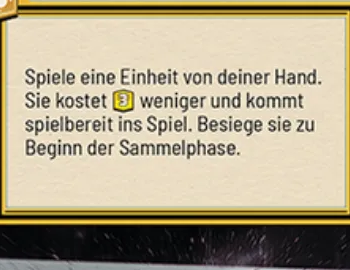 Spiele eine Einheit von deiner Hand.
Sie kostet 3 weniger und kommt
spielbereit ins Spiel. Besiege sie zu
Beginn der Sammelphase.